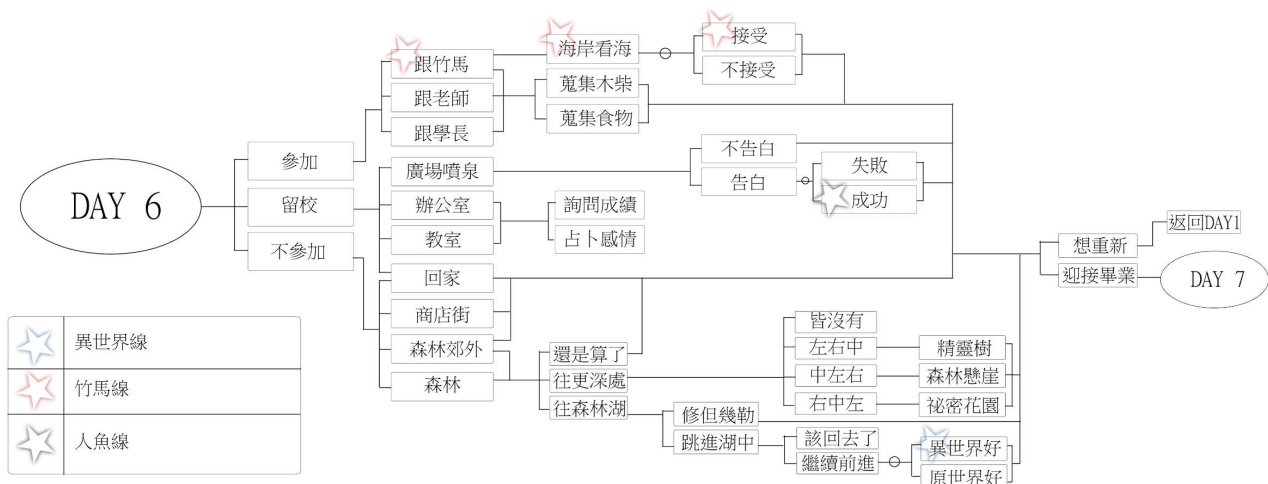 DAY 6
參加
留校
不參加
跟竹馬
跟老師
跟學長
廣場噴泉
辦公室
教室
回家
商店街
森林郊外
森林
海岸看海
蒐集木柴
蒐集食物
接受
不接受
不告白
告白
失敗
成功
詢問成績
占卜感情
還是算了
往更深處
往森林湖
皆沒有
左右中
中左右
右中左
精靈樹
森林懸崖
祕密花園
修但幾勒
跳進湖中
該回去了
繼續前進
異世界好
原世界好
想重新
迎接畢業
返回DAY1
DAY 7
異世界線
竹馬線
人魚線